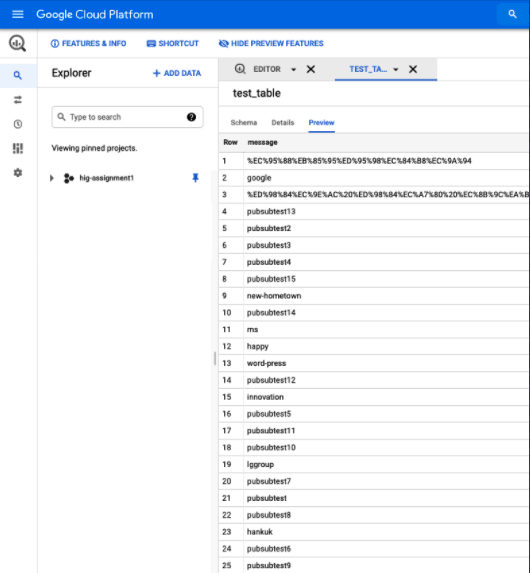 Google Cloud Platform
FEATURES & INFO SHORTCUT HIDE PREVIEW FEATURES
Explorer + ADD DATA
EDITOR TEST_TA...
test_table
Type to search
Schema Details Preview
Viewing pinned projects.
Row message
hig-assignment1
1 %EC%95%88%EB%85%95%ED%95%98%EC%84%B8%EC%9A%94
2 google
3 %ED%98%84%EC%9E%AC%20%ED%98%84%EC%A7%80%20%EC%8B%9C%EA%B
4 pubsubtest13
5 pubsubtest2
6 pubsubtest3
7 pubsubtest4
8 pubsubtest15
9 new-hometown
10 pubsubtest14
11 ms
12 happy
13 word-press
14 pubsubtest12
15 innovation
16 pubsubtest5
17 pubsubtest11
18 pubsubtest10
19 lggroup
20 pubsubtest7
21 pubsubtest
22 pubsubtest8
23 hankuk
24 pubsubtest6
25 pubsubtest9